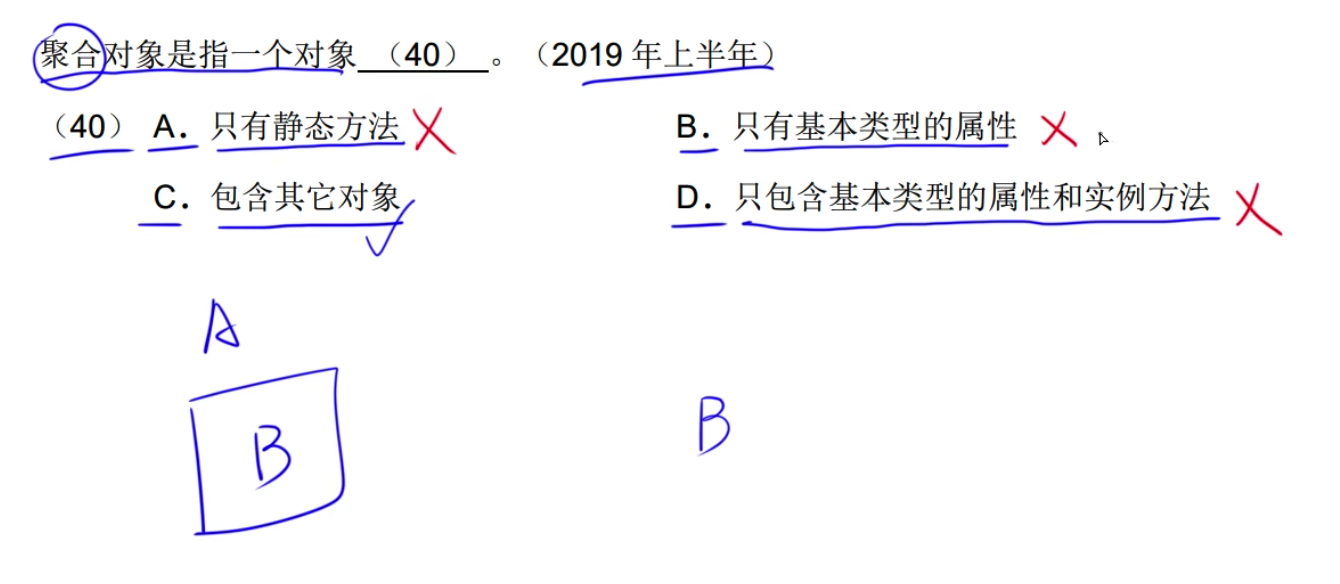 聚合对象是指一个对象（40）。（2019 年上半年）
（40） A．只有静态方法 B．只有基本类型的属性
C．包含其它对象 D．只包含基本类型的属性和实例方法
A
B B